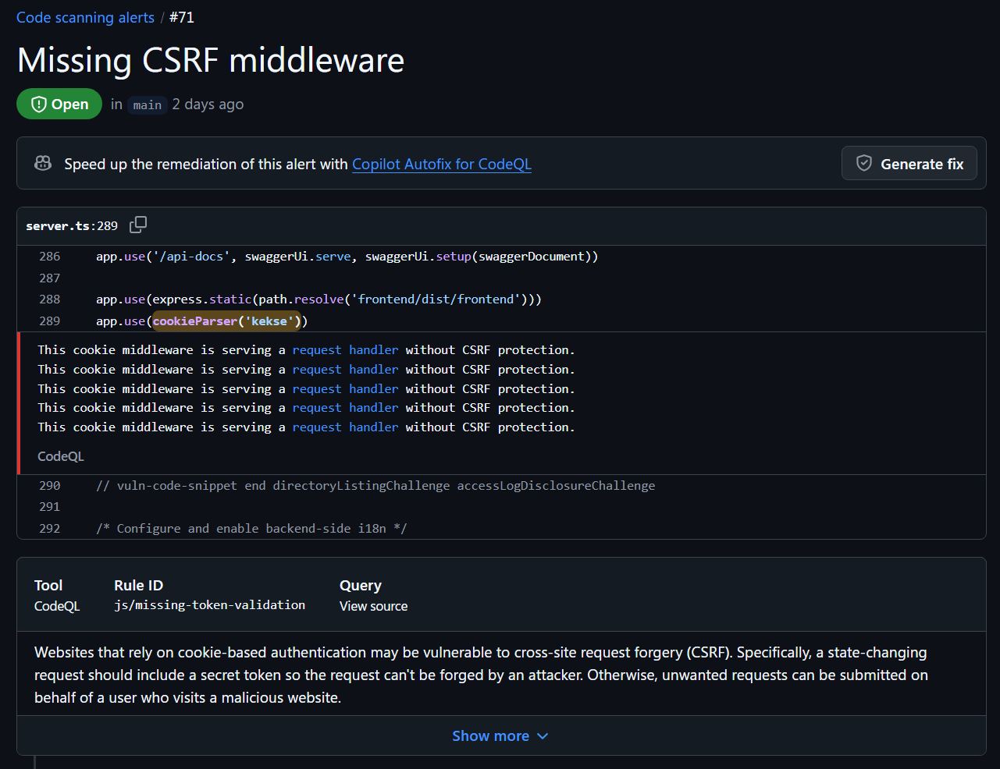 Code scanning alerts / #71
Missing CSRF middleware
Open in main 2 days ago
Speed up the remediation of this alert with Copilot Autofix for CodeQL
Generate fix
server.ts:289
286 app.use('/api-docs', swaggerUi.serve, swaggerUi.setup(swaggerDocument))
287
288 app.use(express.static(path.resolve('frontend/dist/frontend')))
289 app.use(cookieParser('kekse'))
This cookie middleware is serving a request handler without CSRF protection.
This cookie middleware is serving a request handler without CSRF protection.
This cookie middleware is serving a request handler without CSRF protection.
This cookie middleware is serving a request handler without CSRF protection.
This cookie middleware is serving a request handler without CSRF protection.
CodeQL
290 // vuln-code-snippet end directoryListingChallenge accessLogDisclosureChallenge
291
292 /* Configure and enable backend-side i18n */
Tool Rule ID Query
CodeQL js/missing-token-validation View source
Websites that rely on cookie-based authentication may be vulnerable to cross-site request forgery (CSRF). Specifically, a state-changing
request should include a secret token so the request can't be forged by an attacker. Otherwise, unwanted requests can be submitted on
behalf of a user who visits a malicious website.
Show more